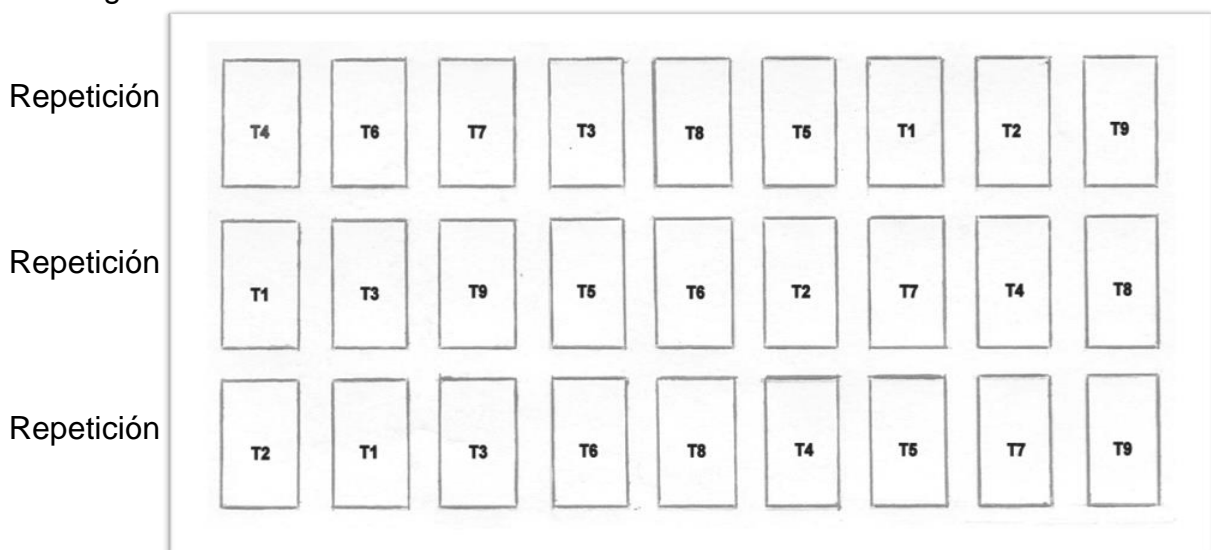 Repetición
T4 T6 T7 T3 T8 T5 T1 T2 T9
Repetición
T1 T3 T9 T5 T6 T2 T7 T4 T8
Repetición
T2 T1 T3 T6 T8 T4 T5 T7 T9